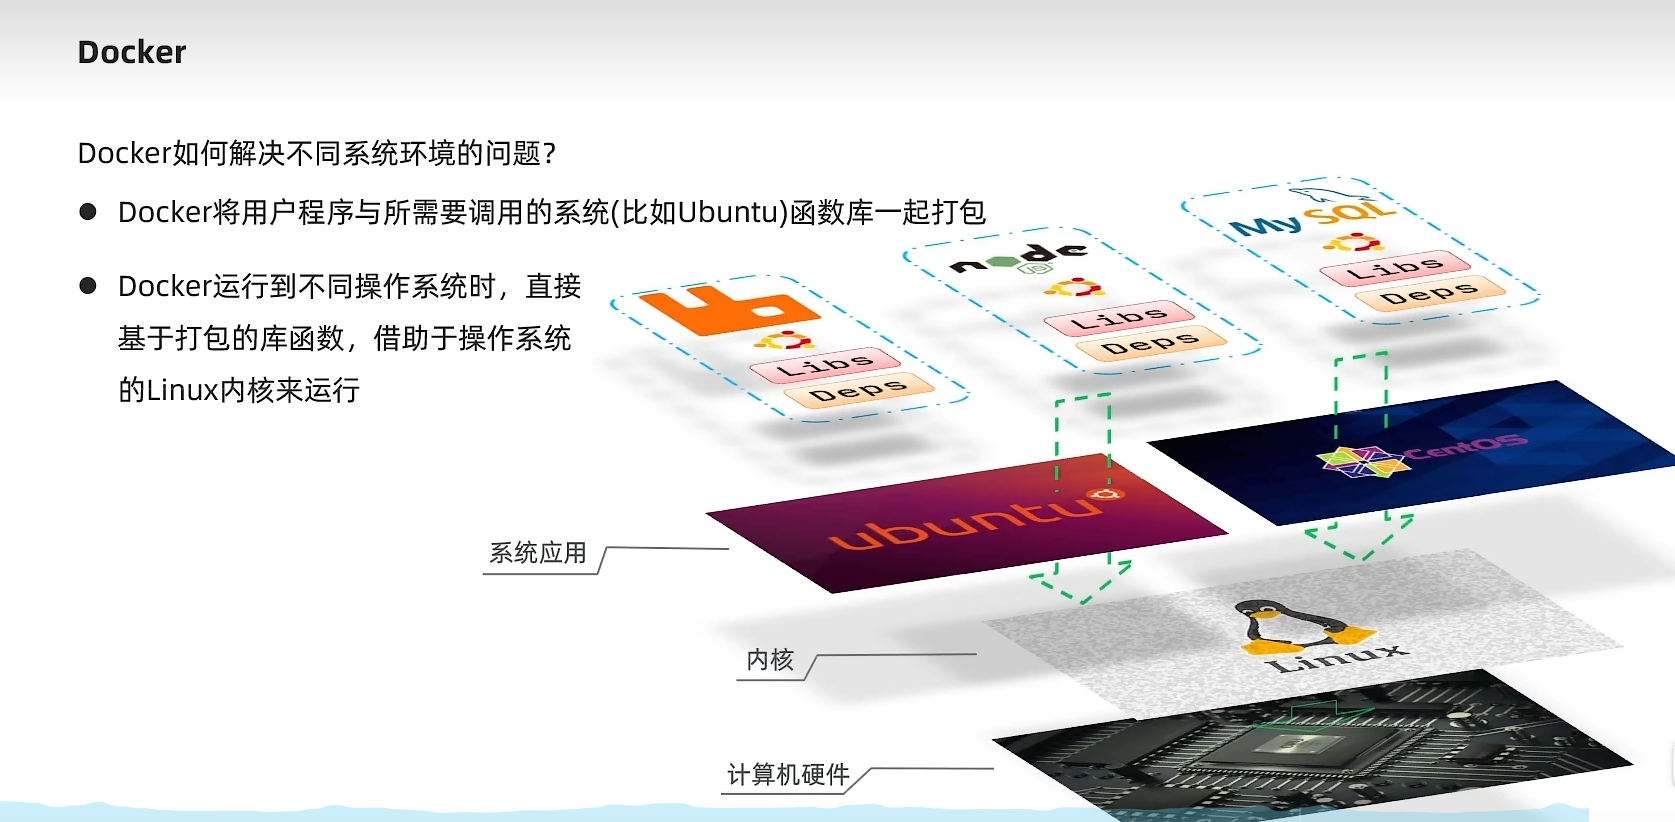 Docker
Docker如何解决不同系统环境的问题？
Docker将用户程序与所需要调用的系统(比如Ubuntu)函数库一起打包
Docker运行到不同操作系统时，直接
基于打包的库函数，借助于操作系统
的Linux内核来运行
MySQL
Libs
Deps
node
JS
Libs
Deps
Libs
Deps
CentOS
ubuntu
系统应用
内核
Linux
计算机硬件